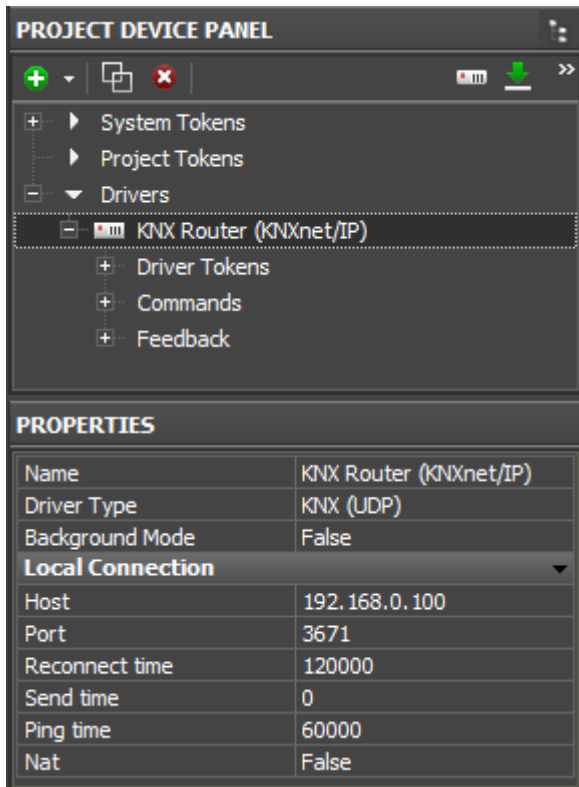 PROJECT DEVICE PANEL
System Tokens
Project Tokens
Drivers
KNX Router (KNXnet/IP)
Driver Tokens
Commands
Feedback
PROPERTIES
Name KNX Router (KNXnet/IP)
Driver Type KNX (UDP)
Background Mode False
Local Connection
Host 192.168.0.100
Port 3671
Reconnect time 120000
Send time 0
Ping time 60000
Nat False